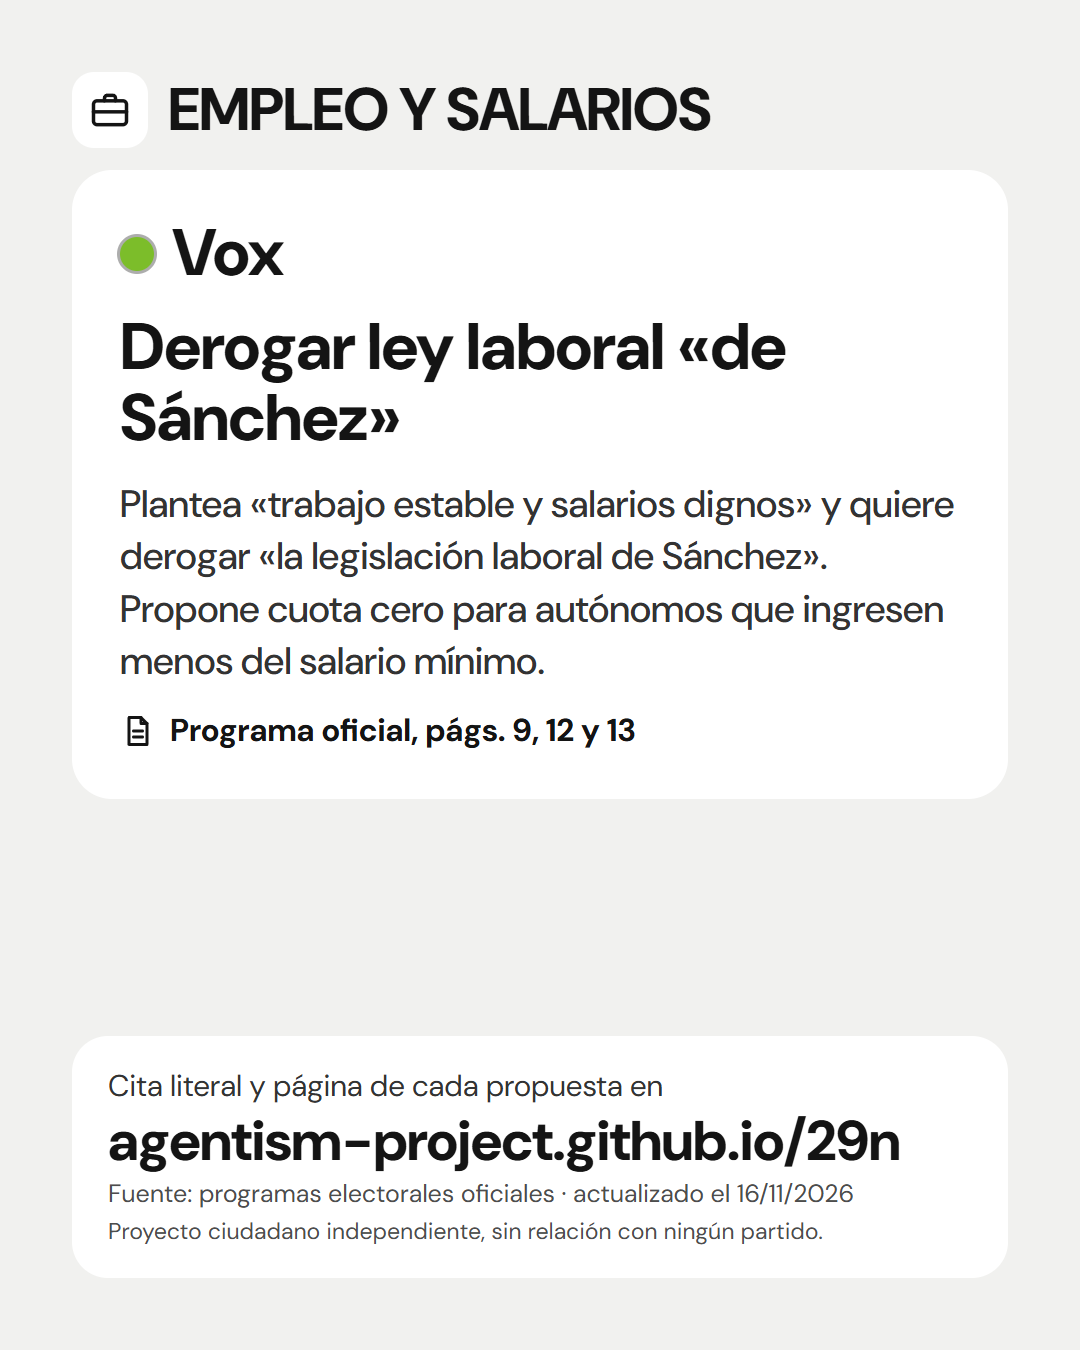 EMPLEO Y SALARIOS
Vox
Derogar ley laboral «de
Sánchez»
Plantea «trabajo estable y salarios dignos» y quiere
derogar «la legislación laboral de Sánchez».
Propone cuota cero para autónomos que ingresen
menos del salario mínimo.
Programa oficial, págs. 9, 12 y 13
Cita literal y página de cada propuesta en
agentism-project.github.io/29n
Fuente: programas electorales oficiales · actualizado el 16/11/2026
Proyecto ciudadano independiente, sin relación con ningún partido.